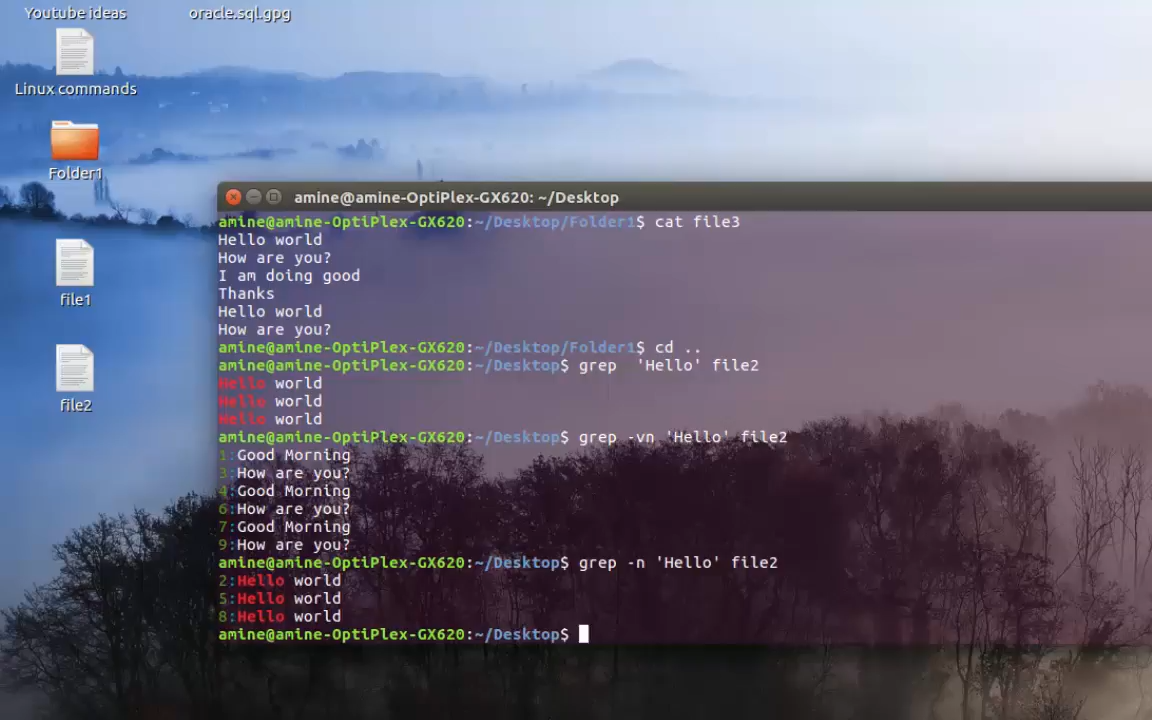 Youtube ideas
oracle.sql.gpg
Linux commands
Folder1
file1
file2
amine@amine-OptiPlex-GX620: ~/Desktop
amine@amine-OptiPlex-GX620:~/Desktop/Folder1$ cat file3
Hello world
How are you?
I am doing good
Thanks
Hello world
How are you?
amine@amine-OptiPlex-GX620:~/Desktop/Folder1$ cd ..
amine@amine-OptiPlex-GX620:~/Desktop$ grep  'Hello' file2
Hello world
Hello world
Hello world
amine@amine-OptiPlex-GX620:~/Desktop$ grep -vn 'Hello' file2
1:Good Morning
3:How are you?
4:Good Morning
6:How are you?
7:Good Morning
9:How are you?
amine@amine-OptiPlex-GX620:~/Desktop$ grep -n 'Hello' file2
2:Hello world
5:Hello world
8:Hello world
amine@amine-OptiPlex-GX620:~/Desktop$